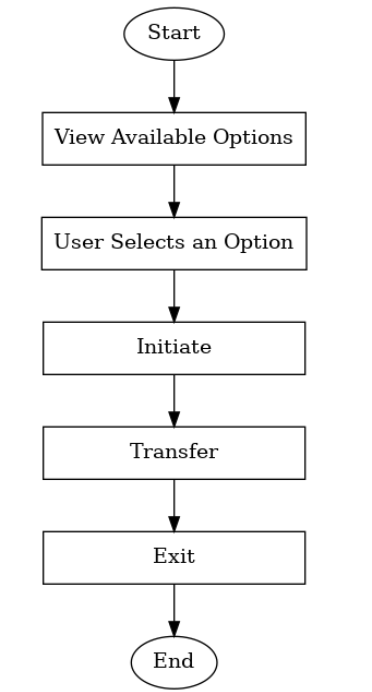 Start
View Available Options
User Selects an Option
Initiate
Transfer
Exit
End